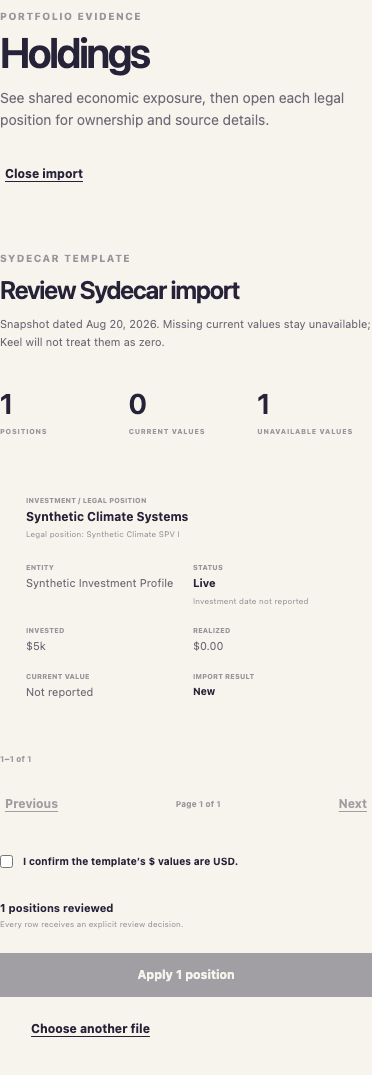 PORTFOLIO EVIDENCE
Holdings
See shared economic exposure, then open each legal
position for ownership and source details.
Close import
SYDECAR TEMPLATE
Review Sydecar import
Snapshot dated Aug 20, 2026. Missing current values stay unavailable;
Keel will not treat them as zero.
1 0 1
POSITIONS CURRENT VALUES UNAVAILABLE VALUES
INVESTMENT / LEGAL POSITION
Synthetic Climate Systems
Legal position: Synthetic Climate SPV I
ENTITY STATUS
Synthetic Investment Profile Live
Investment date not reported
INVESTED REALIZED
$5k $0.00
CURRENT VALUE IMPORT RESULT
Not reported New
1–1 of 1
Previous Page 1 of 1 Next
I confirm the template's $ values are USD.
1 positions reviewed
Every row receives an explicit review decision.
Apply 1 position
Choose another file